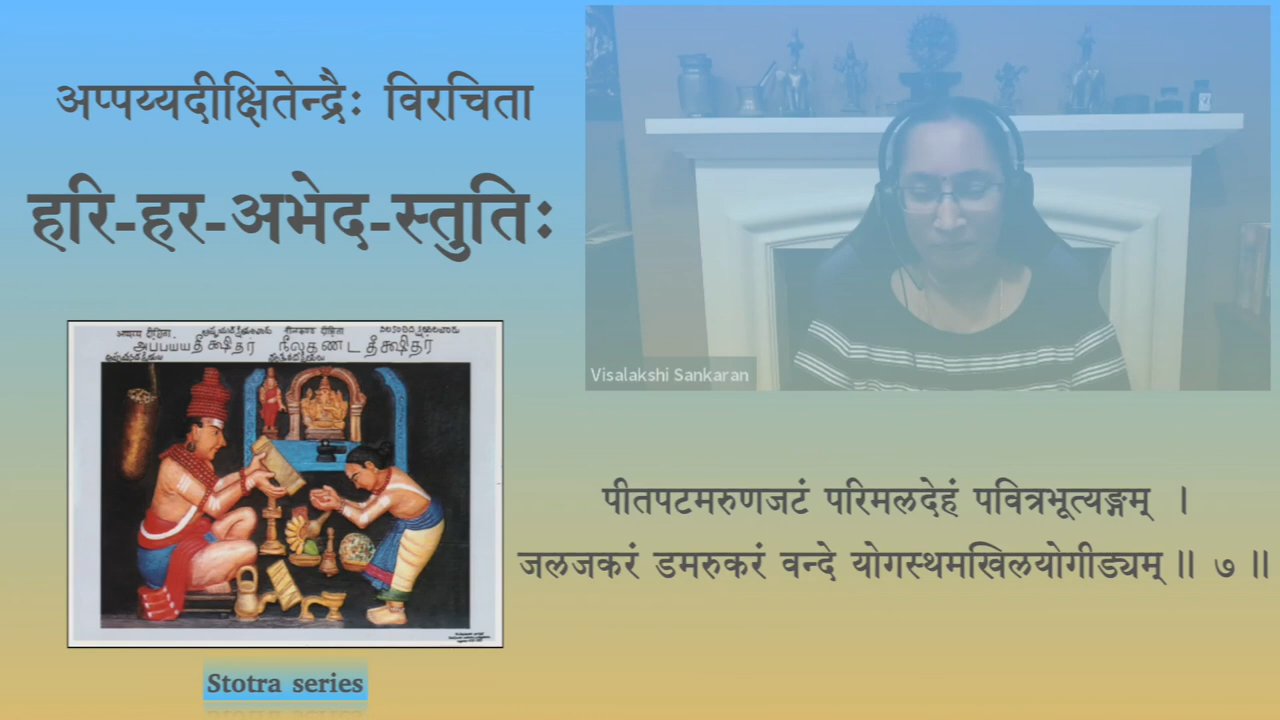 अप्पय्यदीक्षितेन्द्रैः विरचिता
हरि-हर-अभेद-स्तुतिः
அப்பய்ய தீக்ஷிதர் நீலகண்ட தீக்ஷிதர்
Stotra series
Visalakshi Sankaran
पीतपटमरुणजटं परिमलदेहं पवित्रभूत्यङ्गम् ।
जलजकरं डमरुकरं वन्दे योगस्थमखिलयोगीड्यम् ॥ ७ ॥